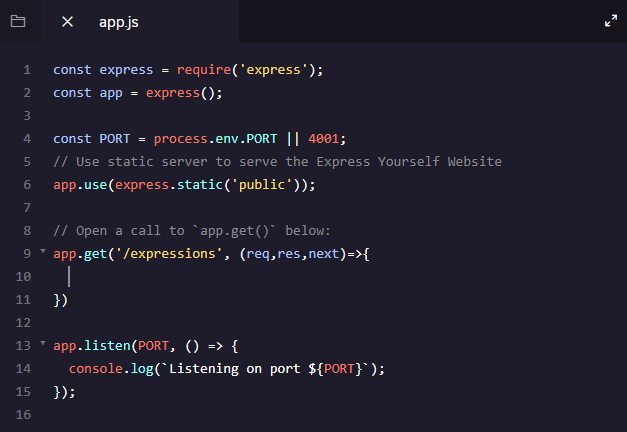 app.js
1 const express = require('express');
2 const app = express();
3
4 const PORT = process.env.PORT || 4001;
5 // Use static server to serve the Express Yourself Website
6 app.use(express.static('public'));
7
8 // Open a call to `app.get()` below:
9 app.get('/expressions', (req,res,next)=>{
10
11 })
12
13 app.listen(PORT, () => {
14   console.log(`Listening on port ${PORT}`);
15 });
16